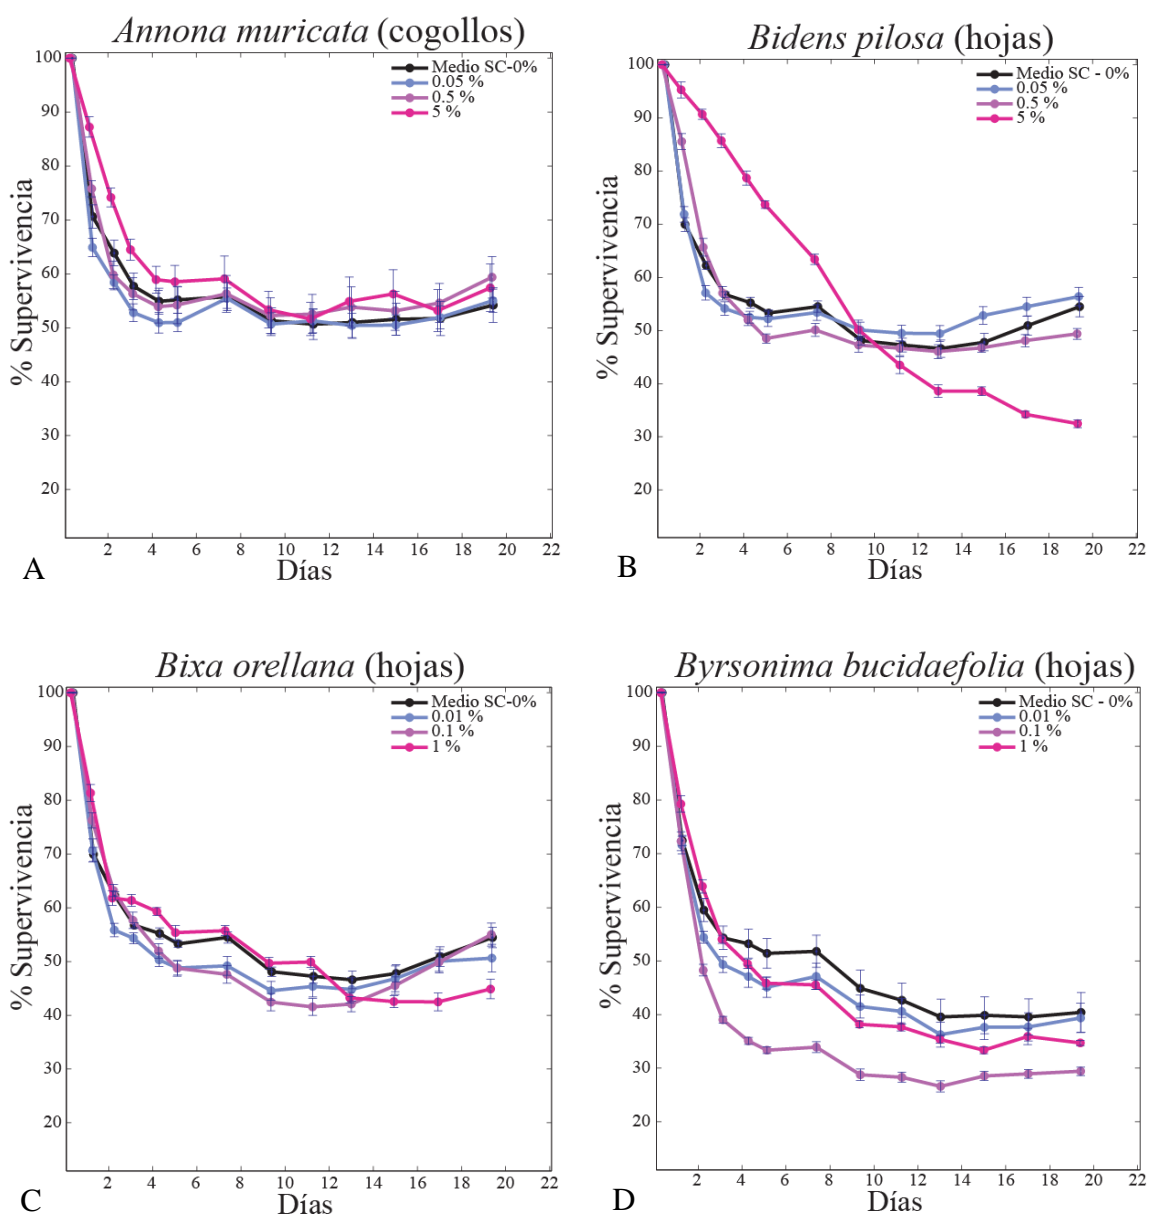 Annona muricata (cogollos)
Medio SC-0%
0.05 %
0.5 %
5 %
100
90
80
70
60
50
40
30
20
% Supervivencia
2 4 6 8 10 12 14 16 18 20 22
Días
A
Bidens pilosa (hojas)
Medio SC - 0%
0.05 %
0.5 %
5 %
100
90
80
70
60
50
40
30
20
% Supervivencia
2 4 6 8 10 12 14 16 18 20 22
Días
B
Bixa orellana (hojas)
Medio SC-0%
0.01 %
0.1 %
1 %
100
90
80
70
60
50
40
30
20
% Supervivencia
2 4 6 8 10 12 14 16 18 20 22
Días
C
Byrsonima bucidaefolia (hojas)
Medio SC - 0%
0.01 %
0.1 %
1 %
100
90
80
70
60
50
40
30
20
% Supervivencia
2 4 6 8 10 12 14 16 18 20 22
Días
D